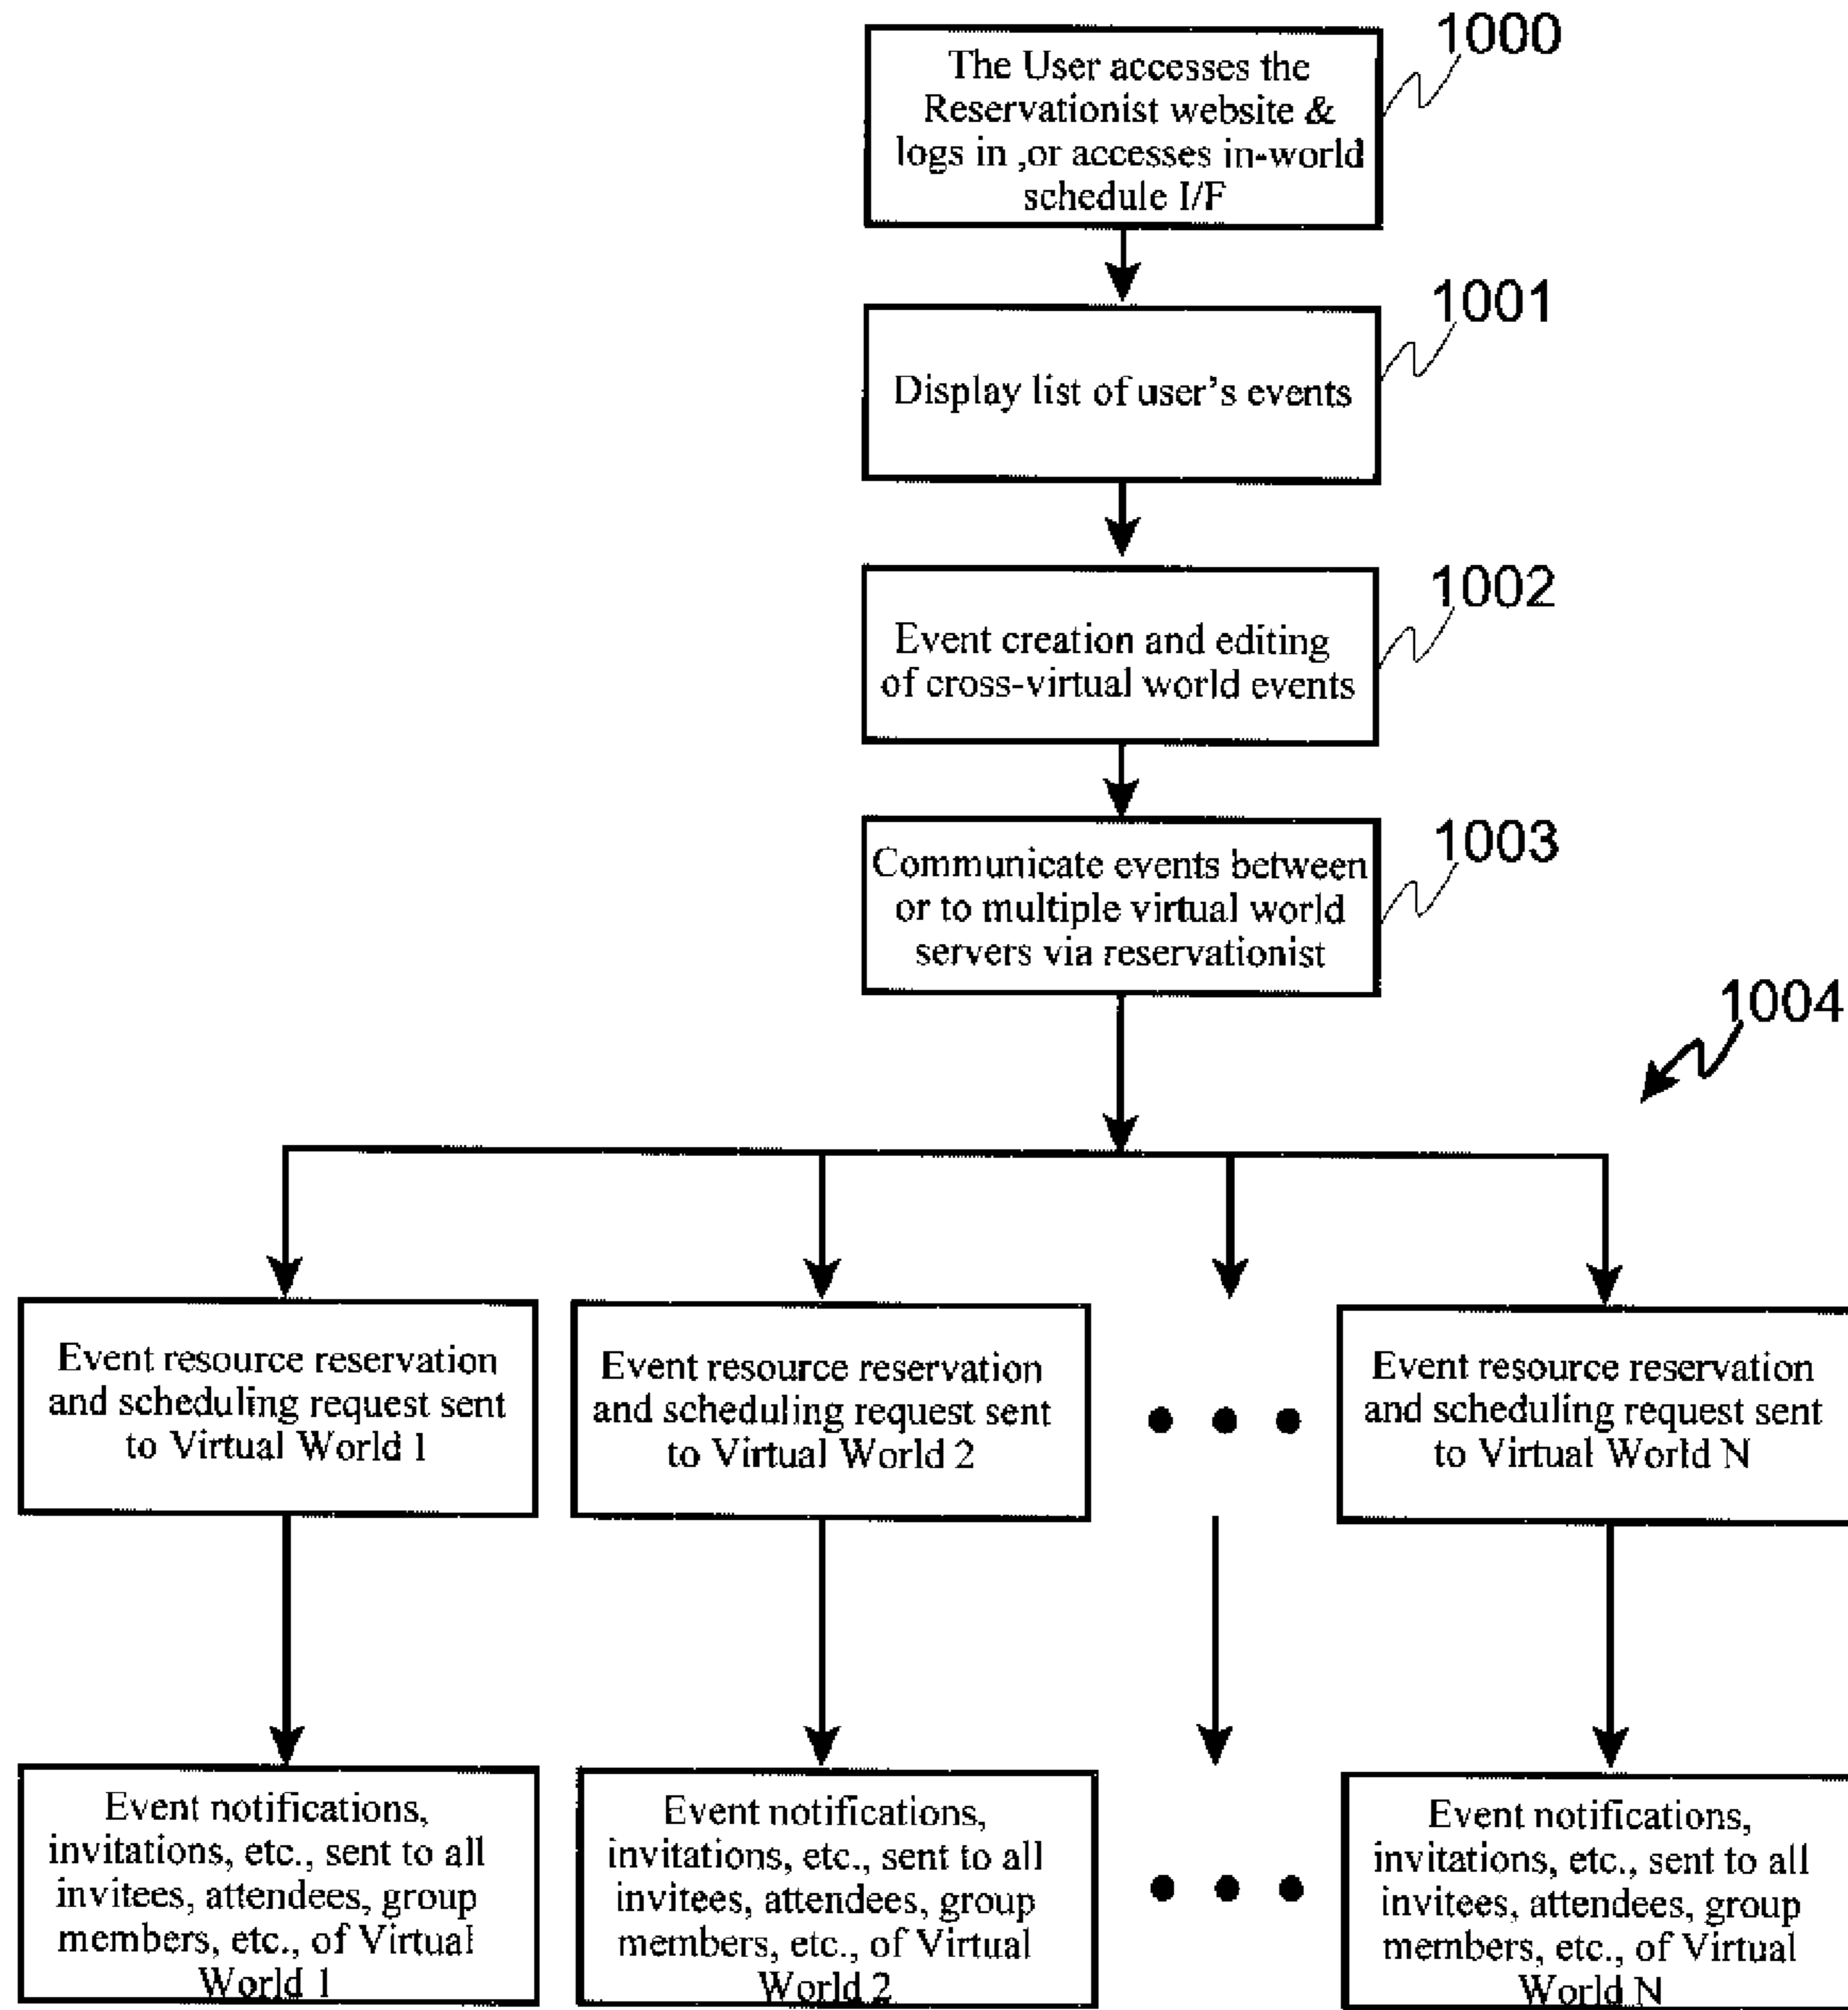 1000
The User accesses the
Reservationist website &
logs in ,or accesses in-world
schedule I/F
1001
Display list of user's events
1002
Event creation and editing
of cross-virtual world events
1003
Communicate events between
or to multiple virtual world
servers via reservationist
1004
Event resource reservation
and scheduling request sent
to Virtual World 1
Event resource reservation
and scheduling request sent
to Virtual World 2
Event resource reservation
and scheduling request sent
to Virtual World N
Event notifications,
invitations, etc., sent to all
invitees, attendees, group
members, etc., of Virtual
World 1
Event notifications,
invitations, etc., sent to all
invitees, attendees, group
members, etc., of Virtual
World 2
Event notifications,
invitations, etc., sent to all
invitees, attendees, group
members, etc., of Virtual
World N